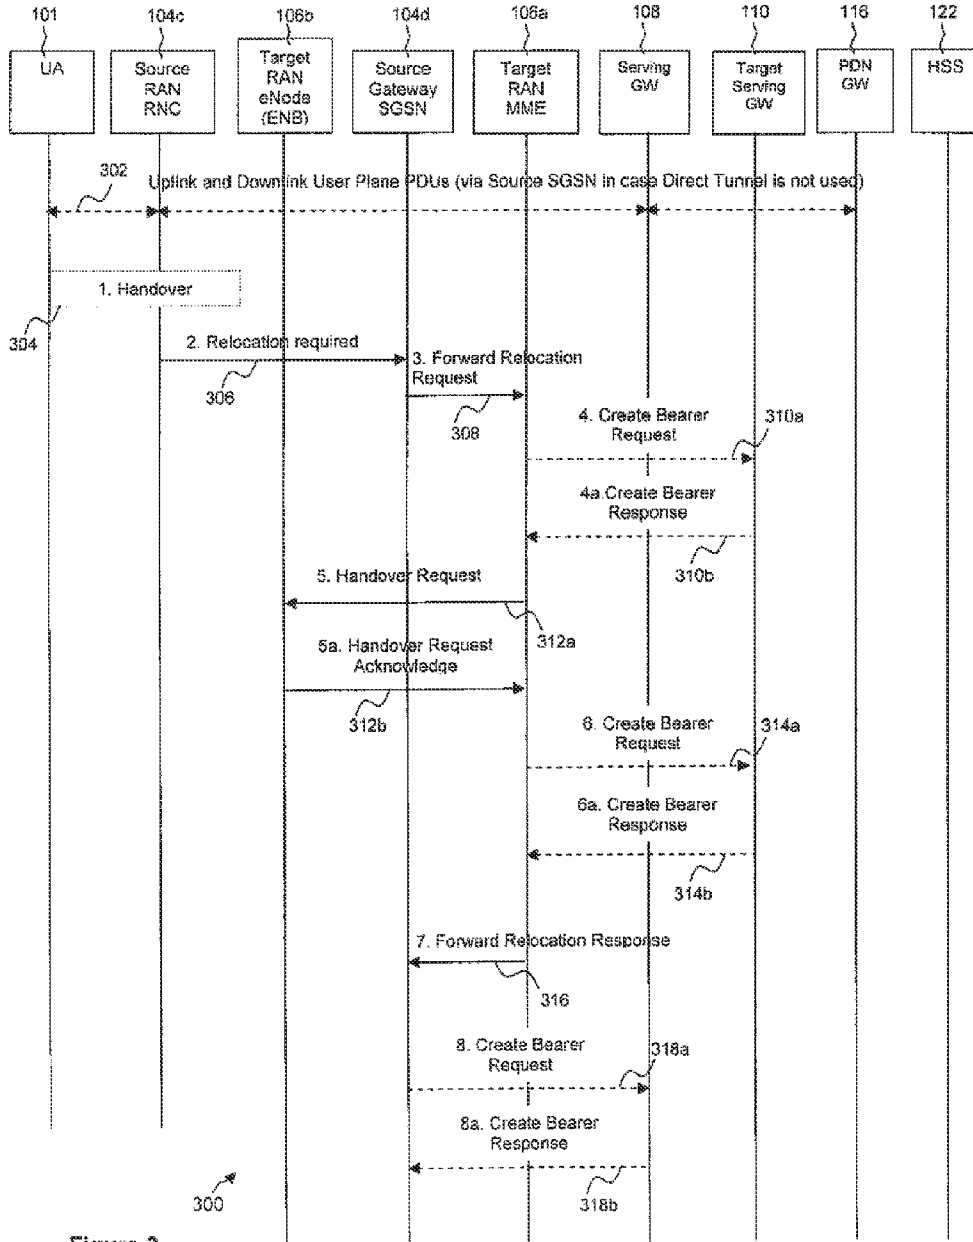 101 104c 106b 104d 106a 108 110 116 122
UA
Source
RAN
RNC
Target
RAN
eNode
(ENB)
Source
Gateway
SGSN
Target
RAN
MME
Serving
GW
Target
Serving
GW
PDN
GW
HSS
302
Uplink and Downlink User Plane PDUs (via Source SGSN in case Direct Tunnel is not used)
1. Handover
304
2. Relocation required
306
3. Forward Relocation
Request
308
4. Create Bearer
Request
310a
4a.Create Bearer
Response
310b
5. Handover Request
312a
5a. Handover Request
Acknowledge
312b
6. Create Bearer
Request
314a
6a. Create Bearer
Response
314b
7. Forward Relocation Response
316
8. Create Bearer
Request
318a
8a. Create Bearer
Response
318b
300